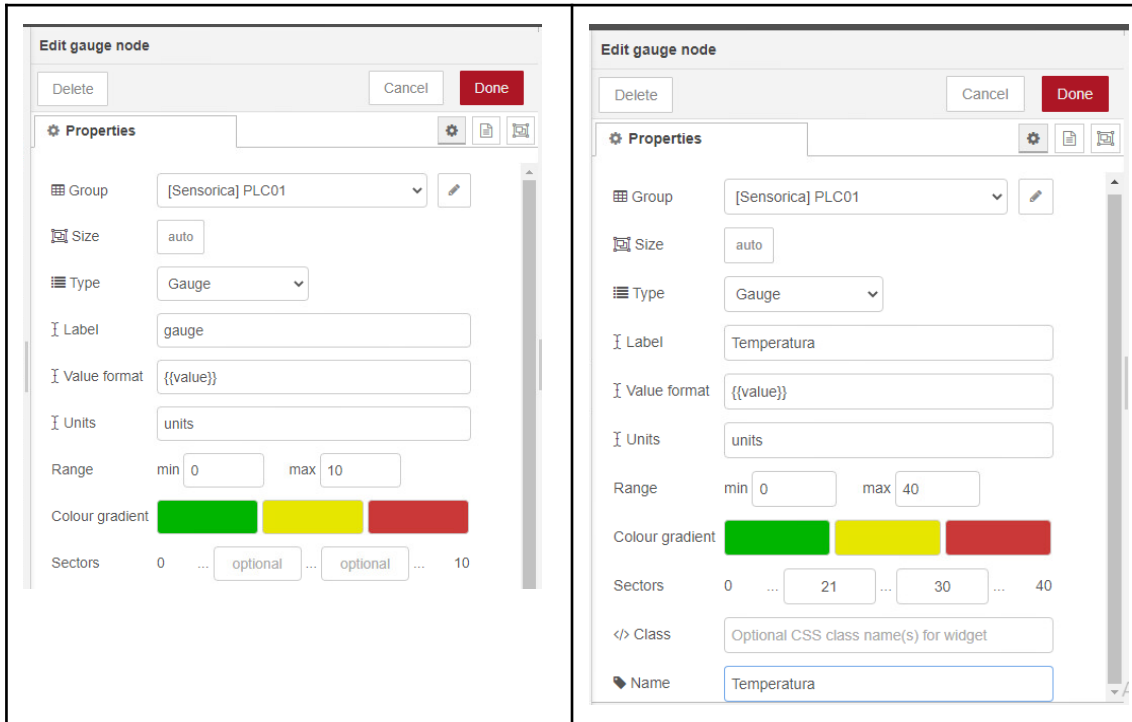 Edit gauge node
Delete Cancel Done
Properties
Group [Sensorica] PLC01
Size auto
Type Gauge
Label gauge
Value format {{value}}
Units units
Range min 0 max 10
Colour gradient
Sectors 0 ... optional ... optional ... 10
Edit gauge node
Delete Cancel Done
Properties
Group [Sensorica] PLC01
Size auto
Type Gauge
Label Temperatura
Value format {{value}}
Units units
Range min 0 max 40
Colour gradient
Sectors 0 ... 21 ... 30 ... 40
</> Class Optional CSS class name(s) for widget
Name Temperatura